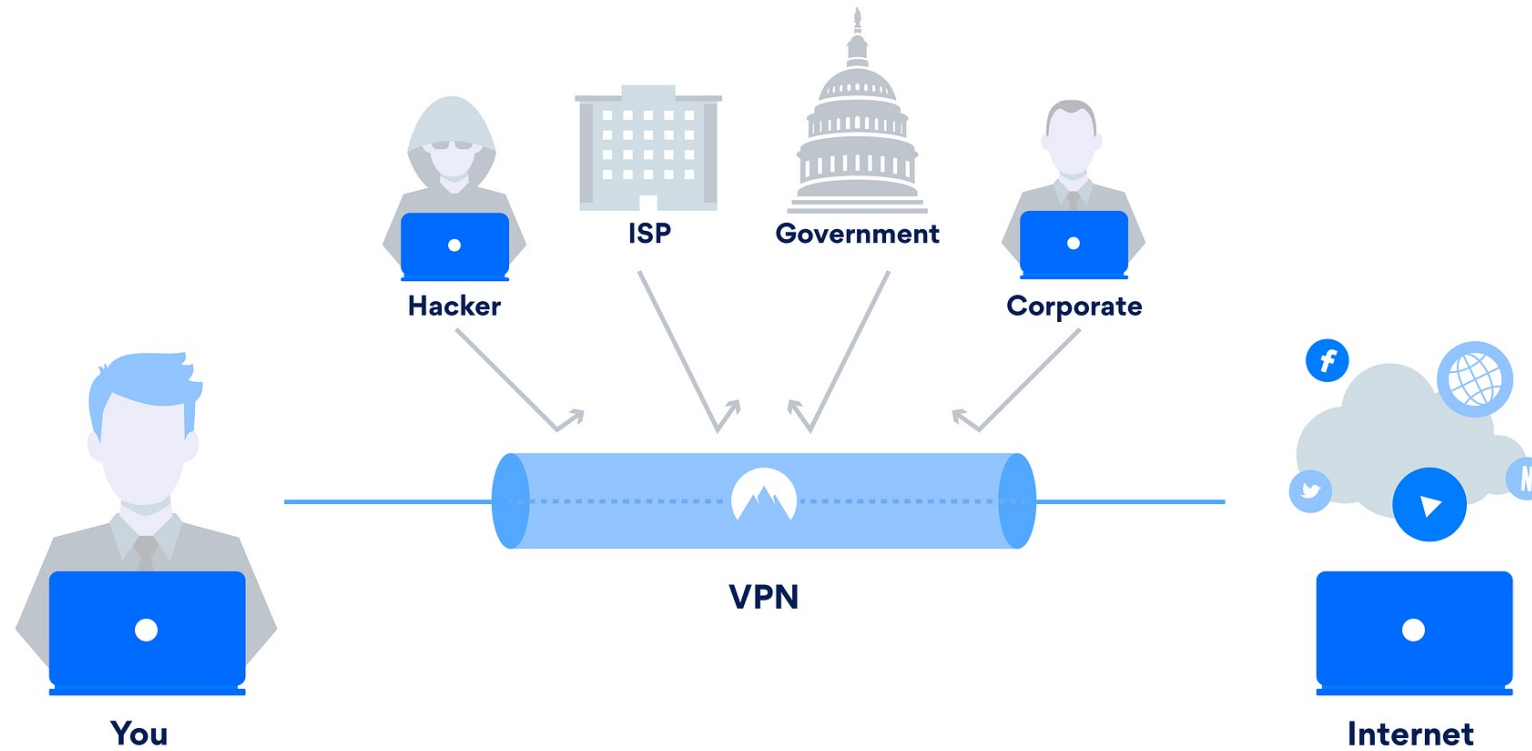 ISP
Government
Hacker
Corporate
VPN
You
Internet